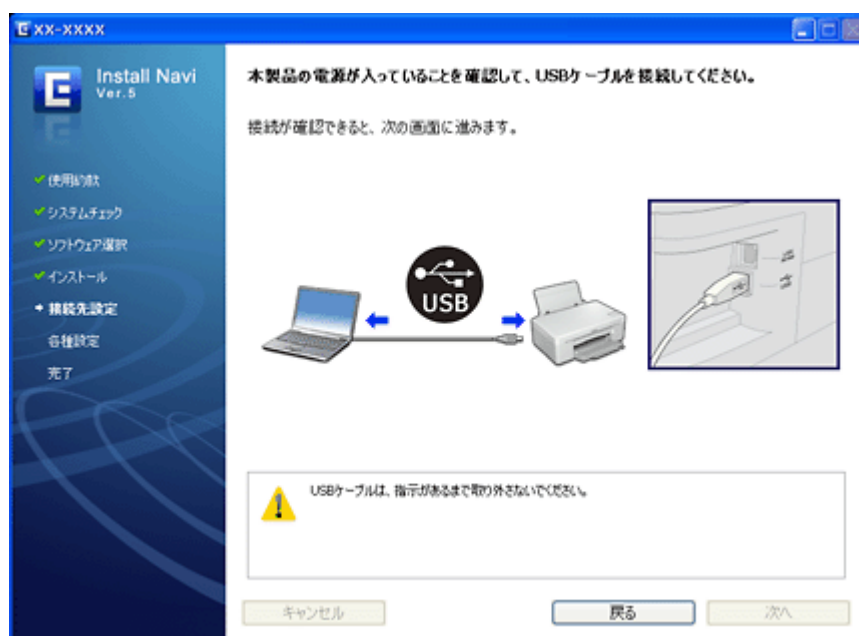 E XX-XXXX
E
Install Navi
Ver.5
使用約款
システムチェック
ソフトウェア選択
インストール
接続先設定
各種設定
完了
本製品の電源が入っていることを確認して、USBケーブルを接続してください。
接続が確認できると、次の画面に進みます。
USB
USBケーブルは、指示があるまで取り外さないでください。
キャンセル
戻る
次へ